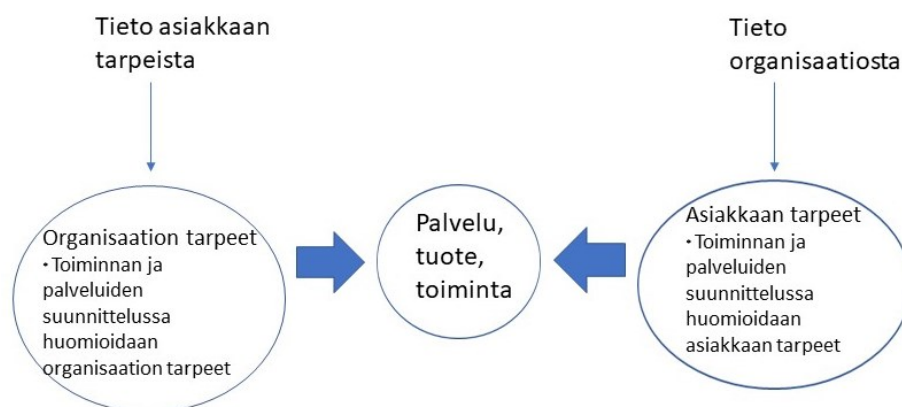 Tieto asiakkaan
tarpeista
Tieto
organisaatiosta
Organisaation tarpeet
• Toiminnan ja
palveluiden
suunnittelussa
huomioidaan
organisaation tarpeet
Palvelu,
tuote,
toiminta
Asiakkaan tarpeet
• Toiminnan ja
palveluiden
suunnittelussa
huomioidaan
asiakkaan tarpeet